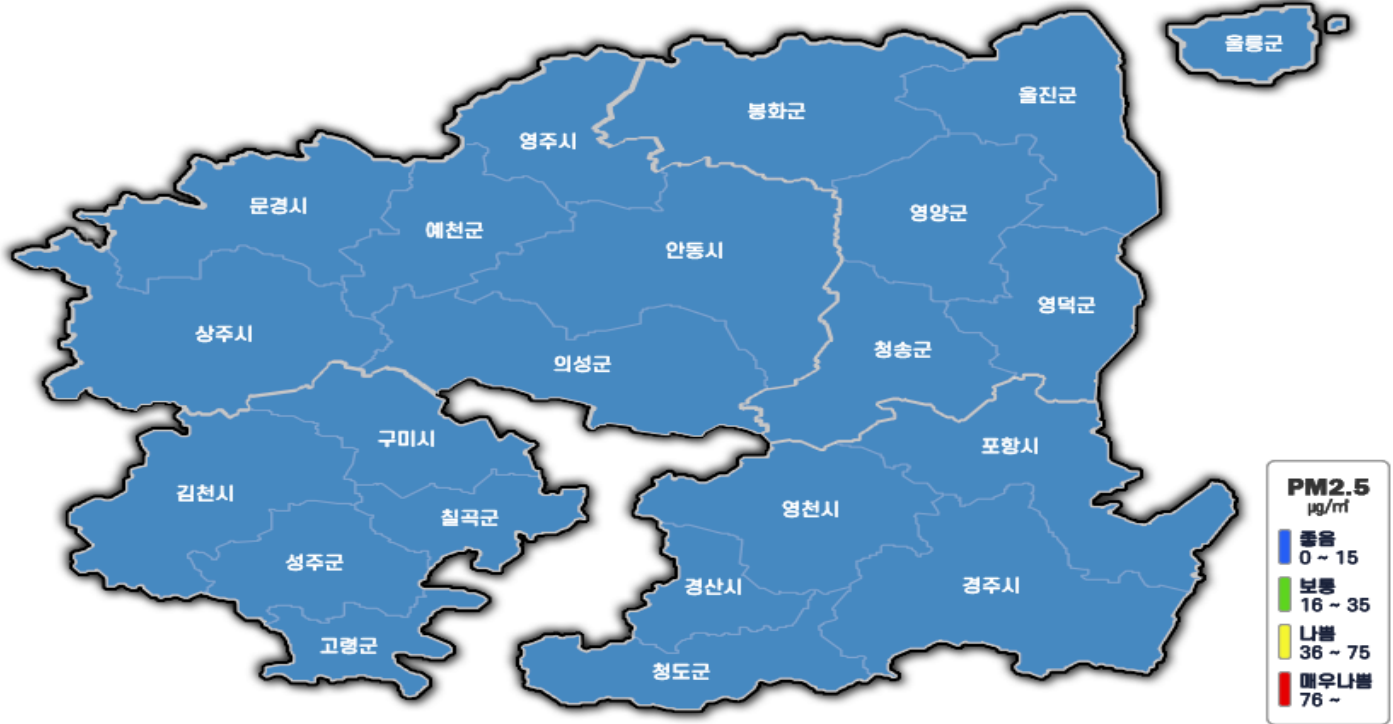 울릉군
울진군
봉화군
영주시
문경시
영양군
예천군
안동시
영덕군
상주시
청송군
의성군
구미시
포항시
김천시
영천시
칠곡군
성주군
경산시
경주시
고령군
청도군
PM2.5
㎍/㎥
좋음
0 ~ 15
보통
16 ~ 35
나쁨
36 ~ 75
매우나쁨
76 ~